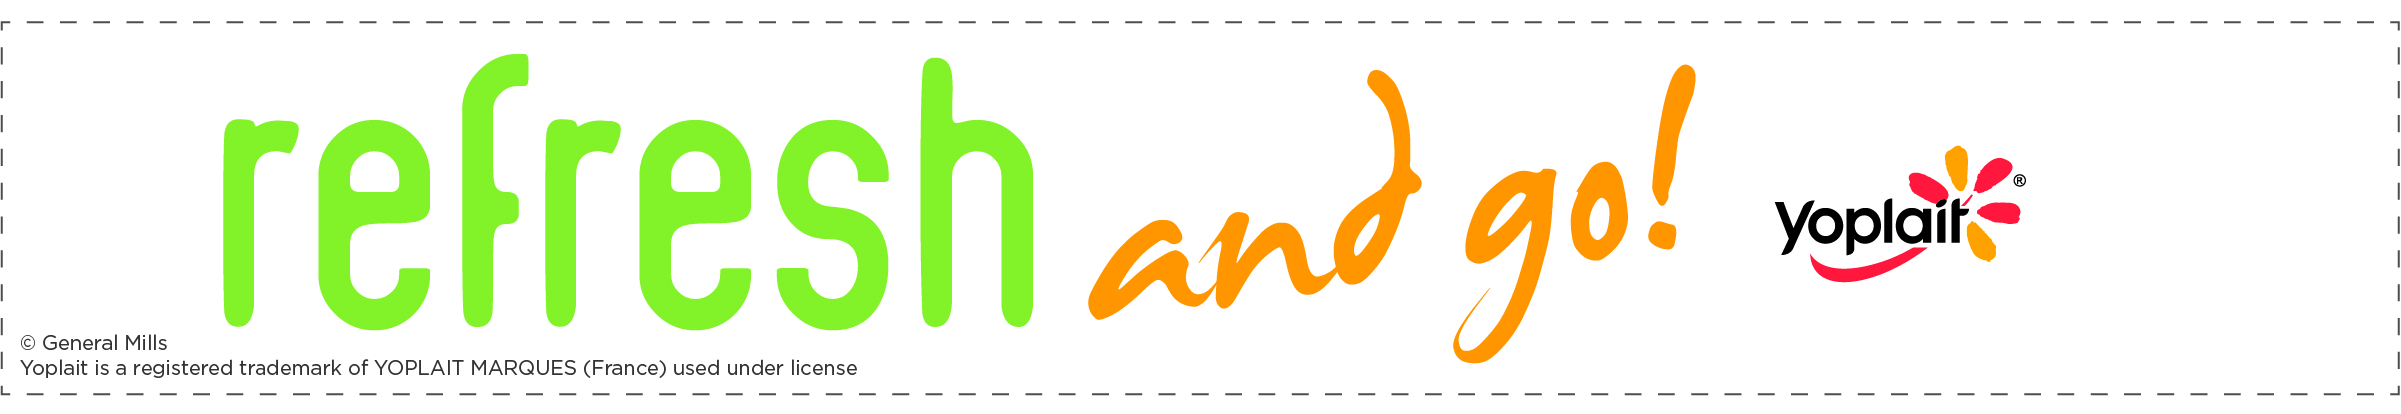 refresh and go! Yoplait®
© General Mills
Yoplait is a registered trademark of YOPLAIT MARQUES (France) used under license